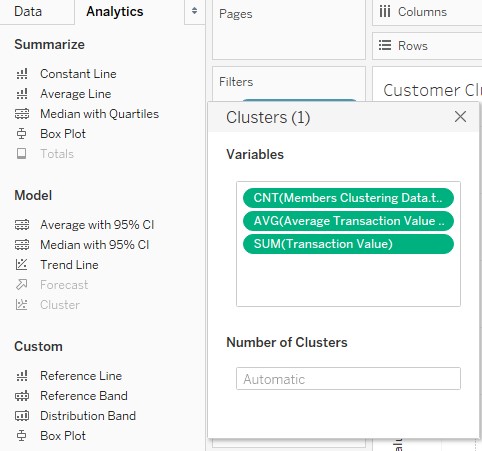 Data
Analytics
Summarize
Constant Line
Average Line
Median with Quartiles
Box Plot
Totals
Model
Average with 95% CI
Median with 95% CI
Trend Line
Forecast
Cluster
Custom
Reference Line
Reference Band
Distribution Band
Box Plot
Pages
Filters
Columns
Rows
Customer Cl
Clusters (1)
Variables
CNT(Members Clustering Data.t..
AVG(Average Transaction Value ..
SUM(Transaction Value)
Number of Clusters
Automatic